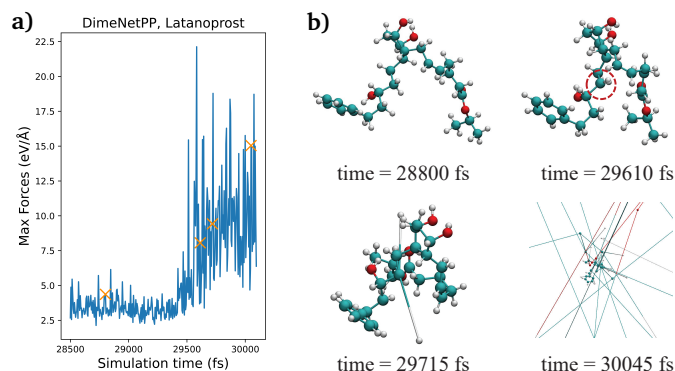 a)
DimeNetPP, Latanoprost
22.5
20.0
17.5
15.0
12.5
10.0
7.5
5.0
2.5
Max Forces (eV/Å)
28500 29000 29500 30000
Simulation time (fs)
b)
time = 28800 fs
time = 29610 fs
time = 29715 fs
time = 30045 fs